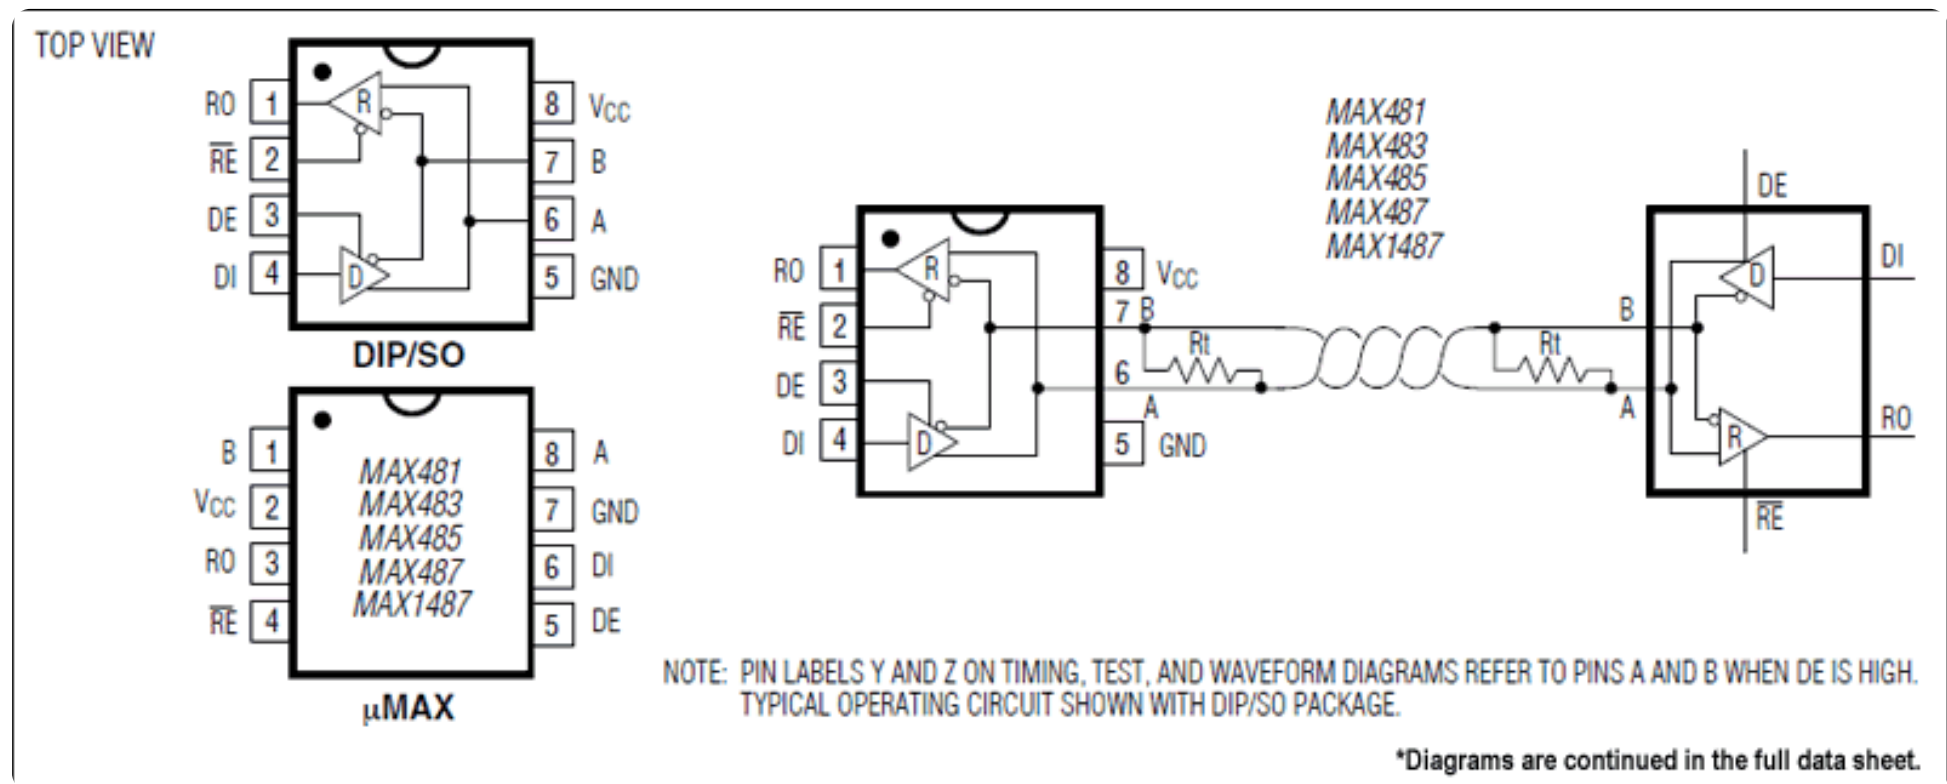 TOP VIEW
RO 1
RE 2
DE 3
DI 4
8 VCC
7 B
6 A
5 GND
R
D
DIP/SO
B 1
VCC 2
RO 3
RE 4
8 A
7 GND
6 DI
5 DE
MAX481
MAX483
MAX485
MAX487
MAX1487
μMAX
MAX481
MAX483
MAX485
MAX487
MAX1487
RO 1
RE 2
DE 3
DI 4
R
D
8 VCC
7 B
6
A
5 GND
Rt
Rt
B
A
DE
DI
D
R
RO
RE
NOTE: PIN LABELS Y AND Z ON TIMING, TEST, AND WAVEFORM DIAGRAMS REFER TO PINS A AND B WHEN DE IS HIGH.
TYPICAL OPERATING CIRCUIT SHOWN WITH DIP/SO PACKAGE.
*Diagrams are continued in the full data sheet.